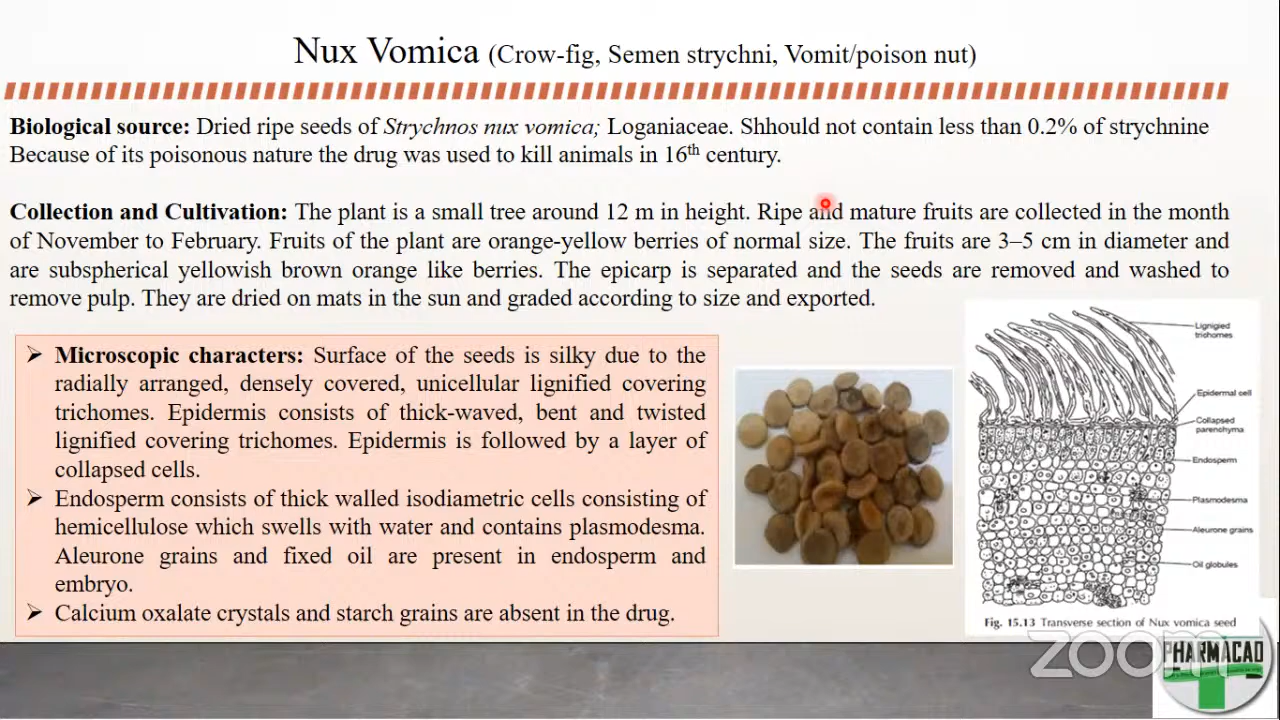 Nux Vomica (Crow-fig, Semen strychni, Vomit/poison nut)
Biological source: Dried ripe seeds of Strychnos nux vomica; Loganiaceae. Shhould not contain less than 0.2% of strychnine
Because of its poisonous nature the drug was used to kill animals in 16th century.
Collection and Cultivation: The plant is a small tree around 12 m in height. Ripe and mature fruits are collected in the month
of November to February. Fruits of the plant are orange-yellow berries of normal size. The fruits are 3–5 cm in diameter and
are subspherical yellowish brown orange like berries. The epicarp is separated and the seeds are removed and washed to
remove pulp. They are dried on mats in the sun and graded according to size and exported.
➢ Microscopic characters: Surface of the seeds is silky due to the
radially arranged, densely covered, unicellular lignified covering
trichomes. Epidermis consists of thick-waved, bent and twisted
lignified covering trichomes. Epidermis is followed by a layer of
collapsed cells.
➢ Endosperm consists of thick walled isodiametric cells consisting of
hemicellulose which swells with water and contains plasmodesma.
Aleurone grains and fixed oil are present in endosperm and
embryo.
➢ Calcium oxalate crystals and starch grains are absent in the drug.
Lignigied
trichomes
Epidermal cell
Collapsed
parenchyma
Endosperm
Plasmodesma
Aleurone grains
Oil globules
Fig. 15.13 Transverse section of Nux vomica seed
zoom
PHARMACAD